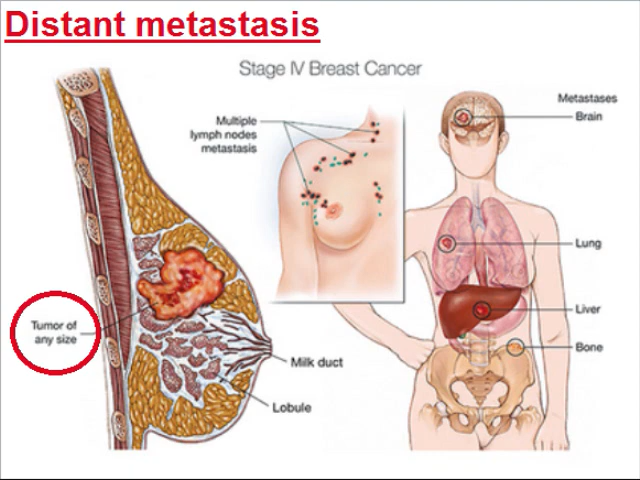 Distant metastasis
Stage IV Breast Cancer
Multiple
lymph nodes
metastasis
Metastases
Brain
Lung
Liver
Bone
Tumor of
any size
Milk duct
Lobule